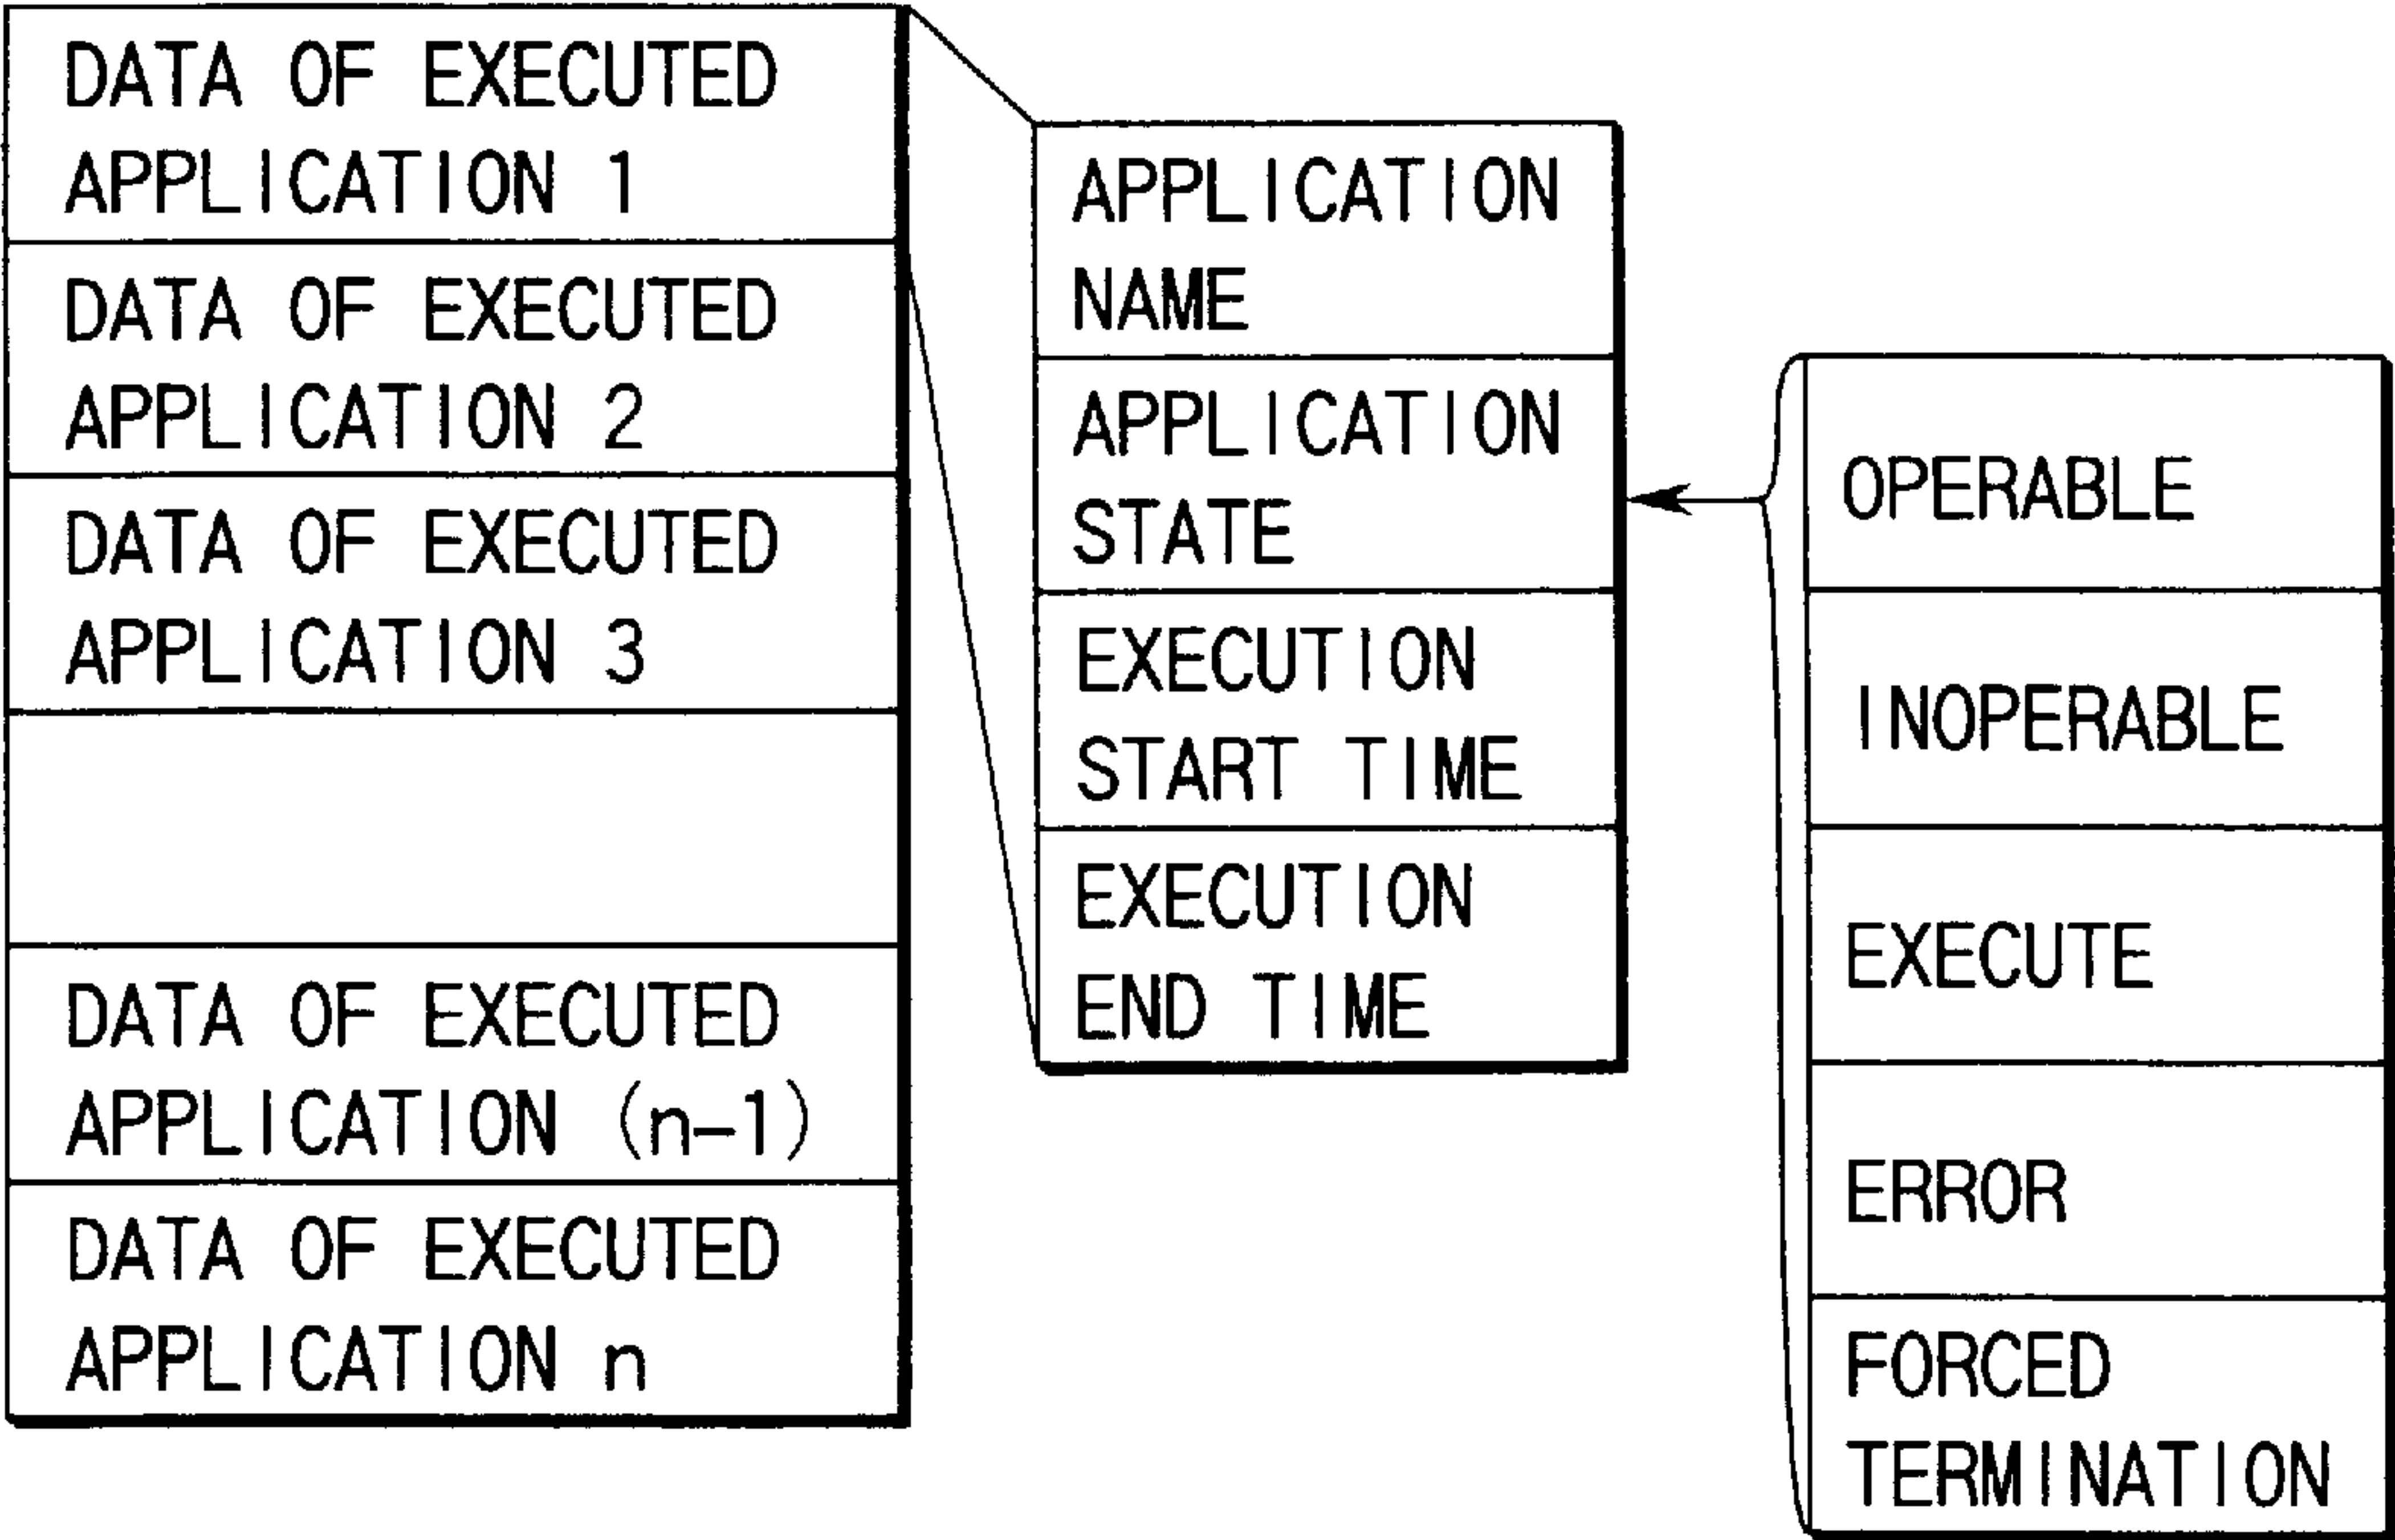 DATA OF EXECUTED
APPLICATION 1
DATA OF EXECUTED
APPLICATION 2
DATA OF EXECUTED
APPLICATION 3
DATA OF EXECUTED
APPLICATION (n-1)
DATA OF EXECUTED
APPLICATION n
APPLICATION
NAME
APPLICATION
STATE
EXECUTION
START TIME
EXECUTION
END TIME
OPERABLE
INOPERABLE
EXECUTE
ERROR
FORCED
TERMINATION